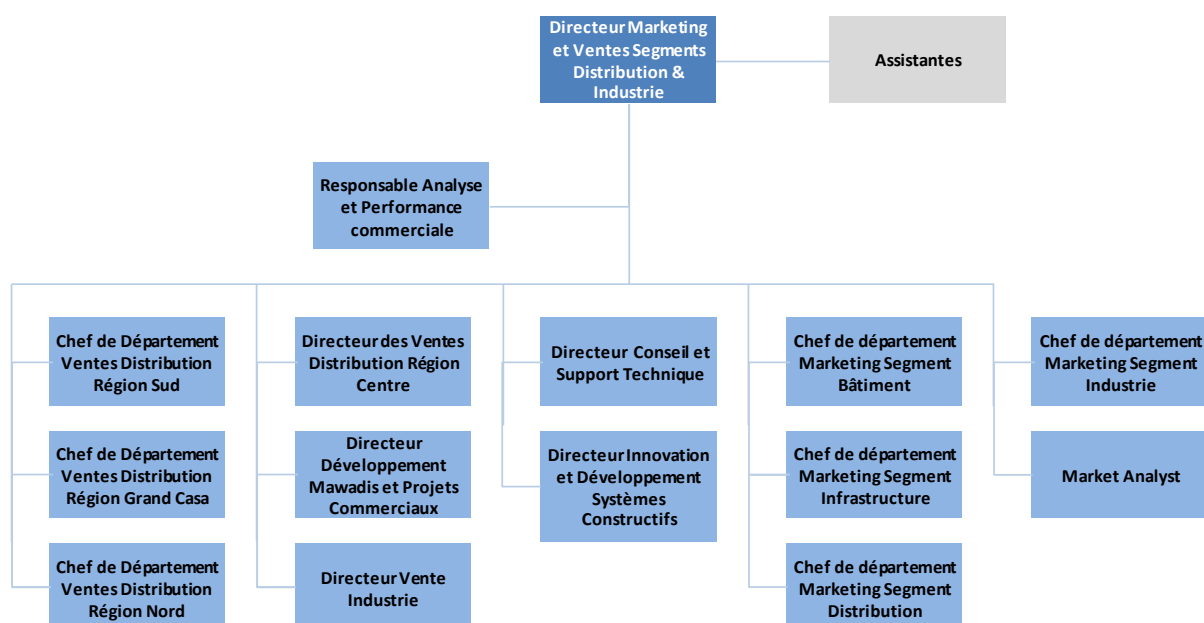 Directeur Marketing
et Ventes Segments
Distribution &
Industrie
Assistantes
Responsable Analyse
et Performance
commerciale
Chef de Département
Ventes Distribution
Région Sud
Directeur des Ventes
Distribution Région
Centre
Directeur Conseil et
Support Technique
Chef de département
Marketing Segment
Bâtiment
Chef de département
Marketing Segment
Industrie
Chef de Département
Ventes Distribution
Région Grand Casa
Directeur
Développement
Mawadis et Projets
Commerciaux
Directeur Innovation
et Développement
Systèmes
Constructifs
Chef de département
Marketing Segment
Infrastructure
Market Analyst
Chef de Département
Ventes Distribution
Région Nord
Directeur Vente
Industrie
Chef de département
Marketing Segment
Distribution